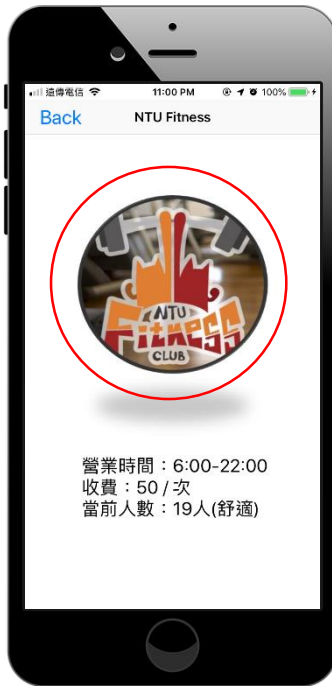 遠傳電信 11:00 PM 100%
Back NTU Fitness
NTU
FiTNESS
CLUB
營業時間：6:00-22:00
收費：50 / 次
當前人數：19人(舒適)